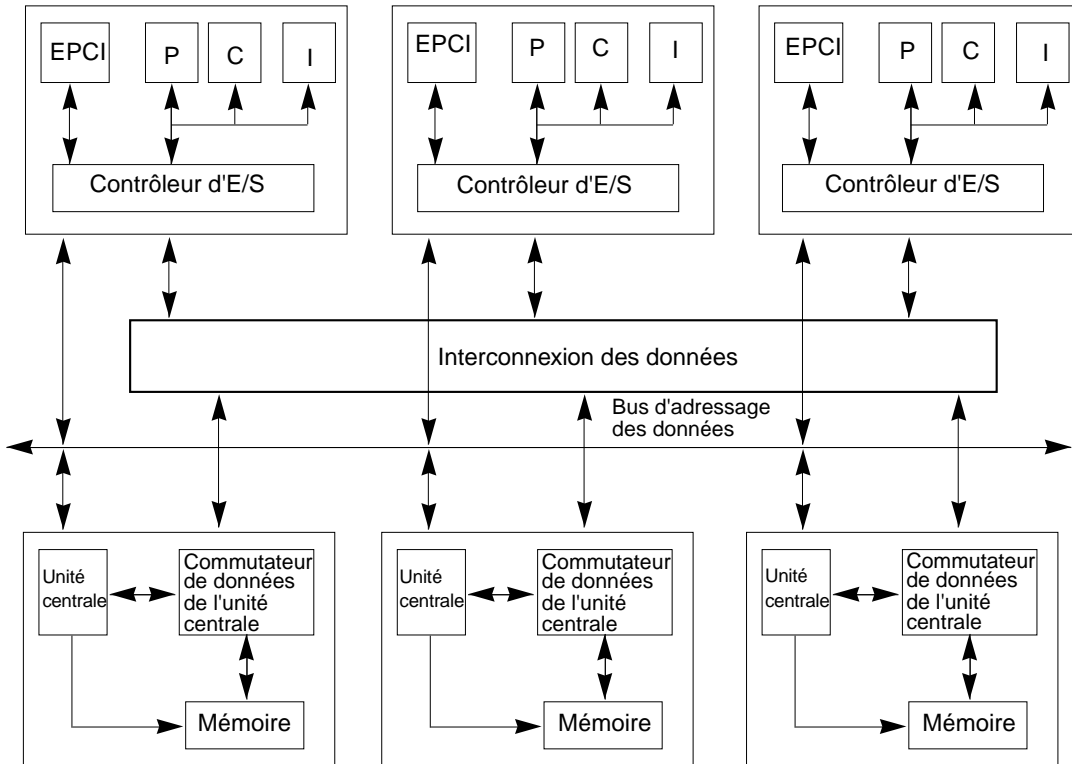 EPCI
P
C
I
Contrôleur d'E/S
EPCI
P
C
I
Contrôleur d'E/S
EPCI
P
C
I
Contrôleur d'E/S
Interconnexion des données
Bus d'adressage
des données
Unité
centrale
Commutateur
de données
de l'unité
centrale
Mémoire
Unité
centrale
Commutateur
de données
de l'unité
centrale
Mémoire
Unité
centrale
Commutateur
de données
de l'unité
centrale
Mémoire